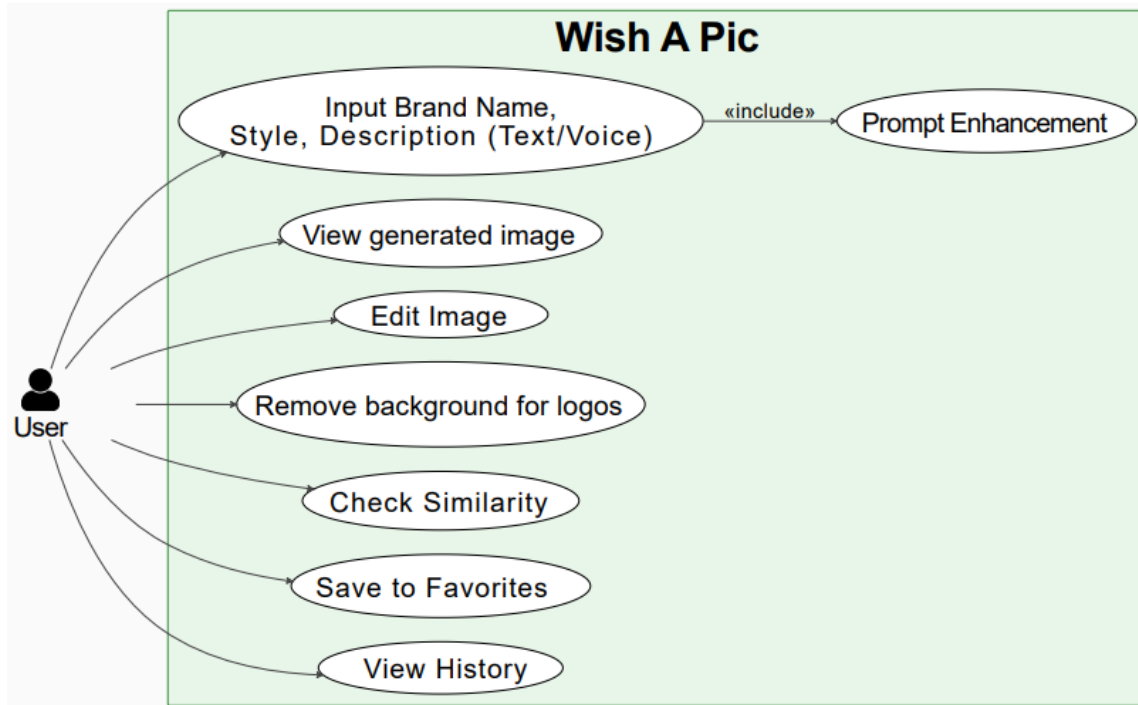 Wish A Pic
Input Brand Name,
Style, Description (Text/Voice)
«include»
Prompt Enhancement
View generated image
Edit Image
Remove background for logos
User
Check Similarity
Save to Favorites
View History